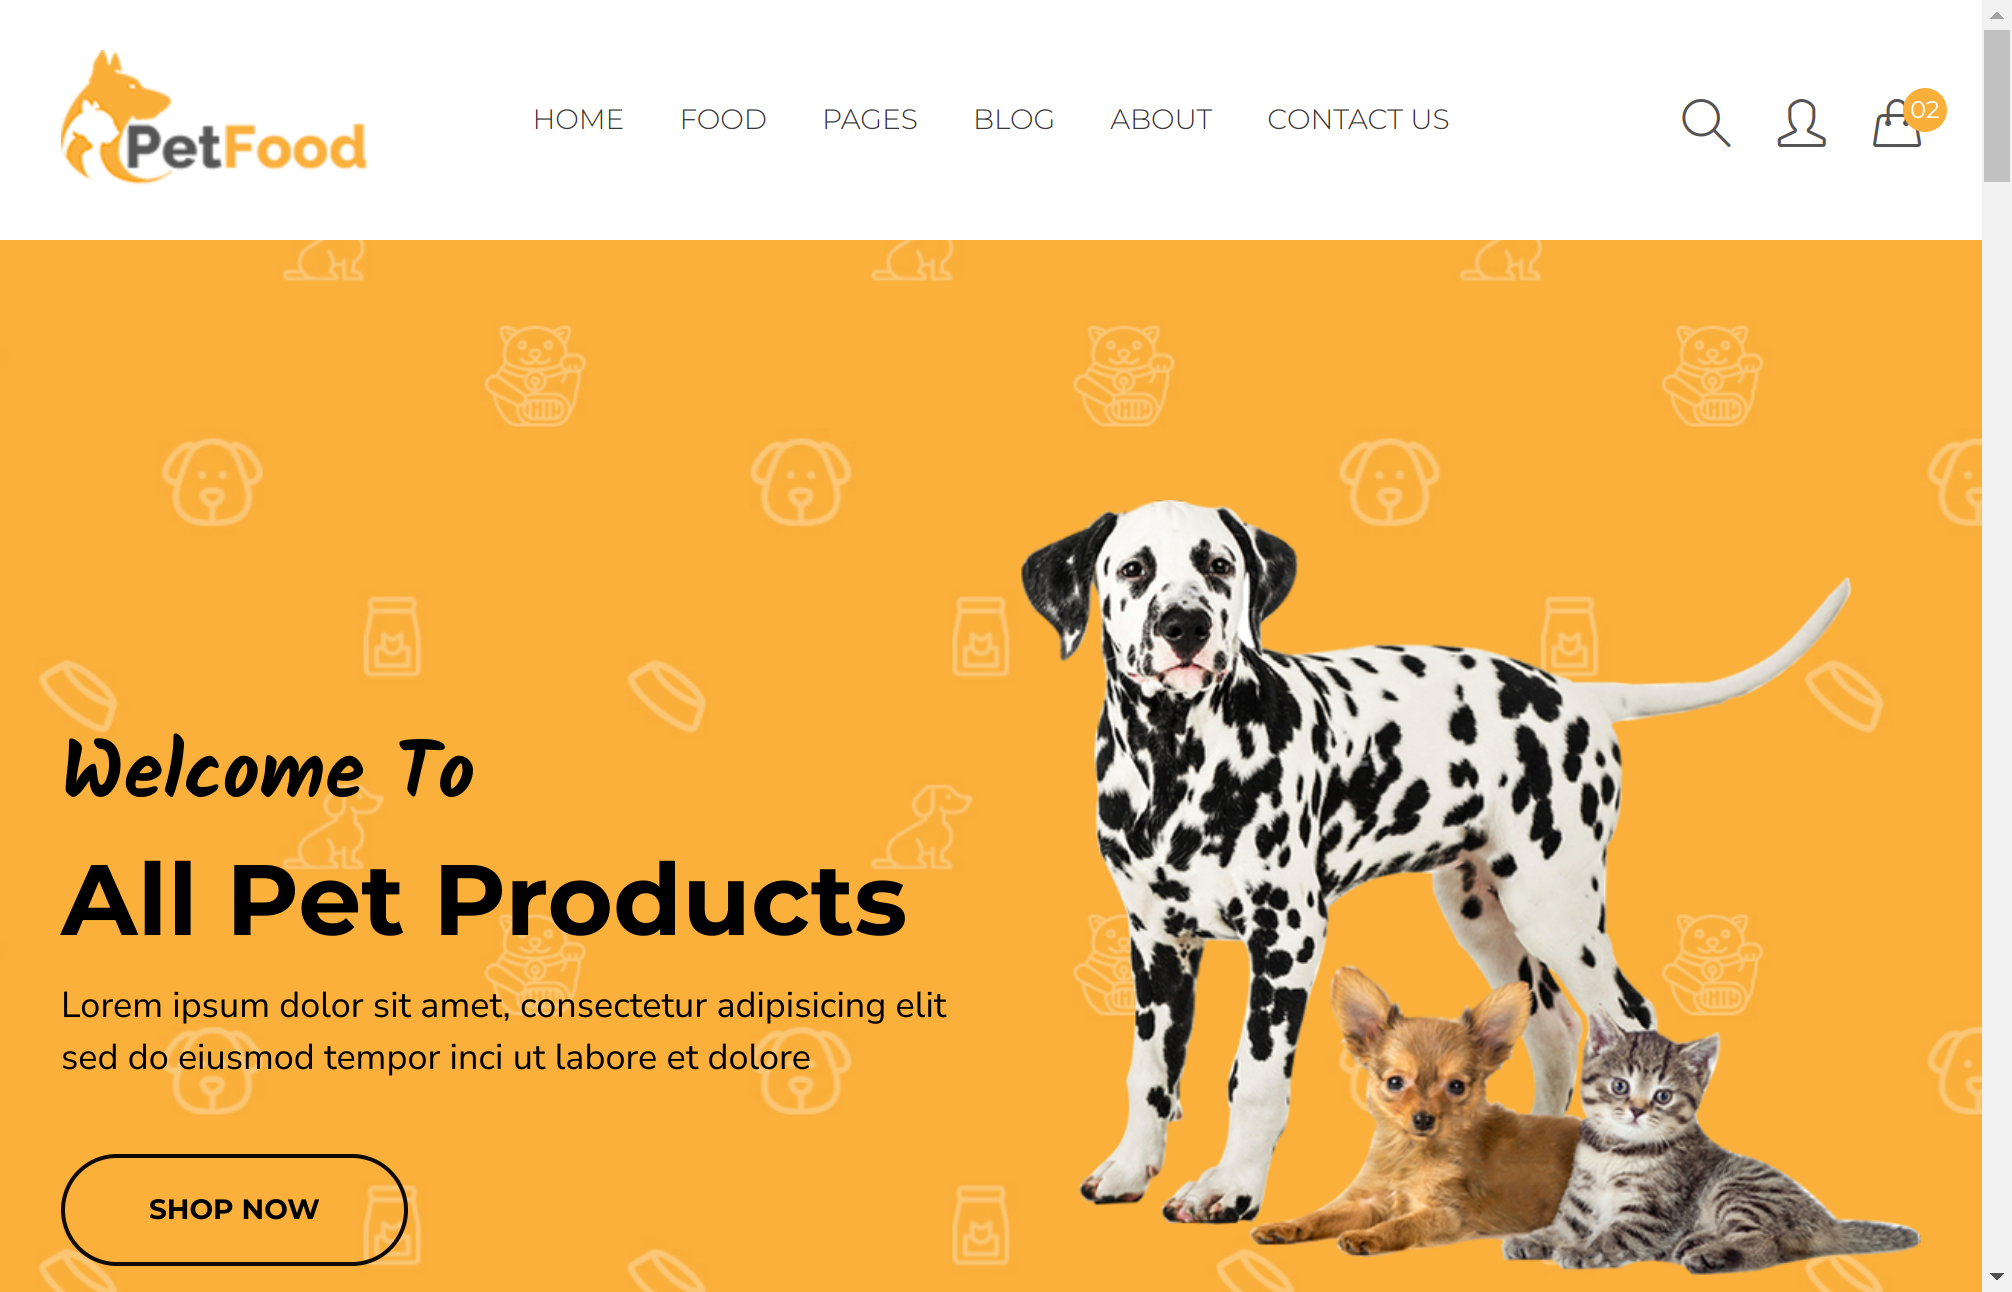 PetFood
HOME FOOD PAGES BLOG ABOUT CONTACT US
02
Welcome To
All Pet Products
Lorem ipsum dolor sit amet, consectetur adipisicing elit
sed do eiusmod tempor inci ut labore et dolore
SHOP NOW